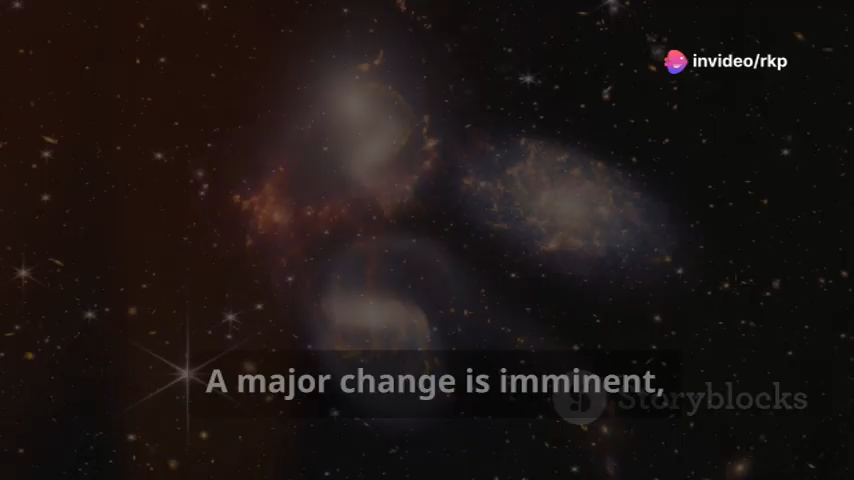 invideo/rkp
A major change is imminent,
Storyblocks